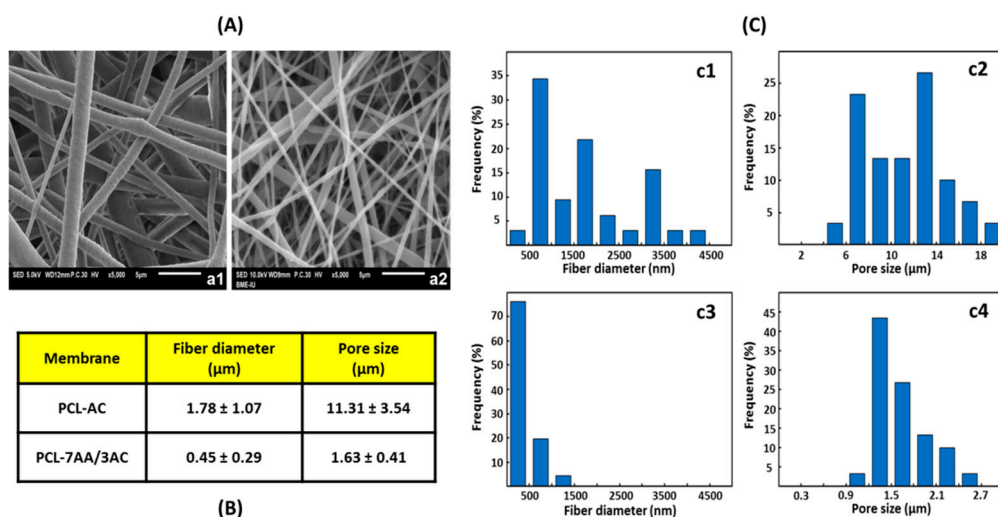 (A)
SED 5.0kV WD12mm P.C.30 HV x5,000 5µm
a1
SED 10.0kV WD9mm P.C.30 HV x5,000 5µm
BME-IU
a2
Membrane Fiber diameter (µm) Pore size (µm)
PCL-AC 1.78 ± 1.07 11.31 ± 3.54
PCL-7AA/3AC 0.45 ± 0.29 1.63 ± 0.41
(B)
(C)
c1
Frequency (%)
35
30
25
20
15
10
5
500 1500 2500 3500 4500
Fiber diameter (nm)
c2
Frequency (%)
25
20
15
10
5
2 6 10 14 18
Pore size (µm)
c3
Frequency (%)
70
60
50
40
30
20
10
500 1500 2500 3500 4500
Fiber diameter (nm)
c4
Frequency (%)
45
40
35
30
25
20
15
10
5
0.3 0.9 1.5 2.1 2.7
Pore size (µm)